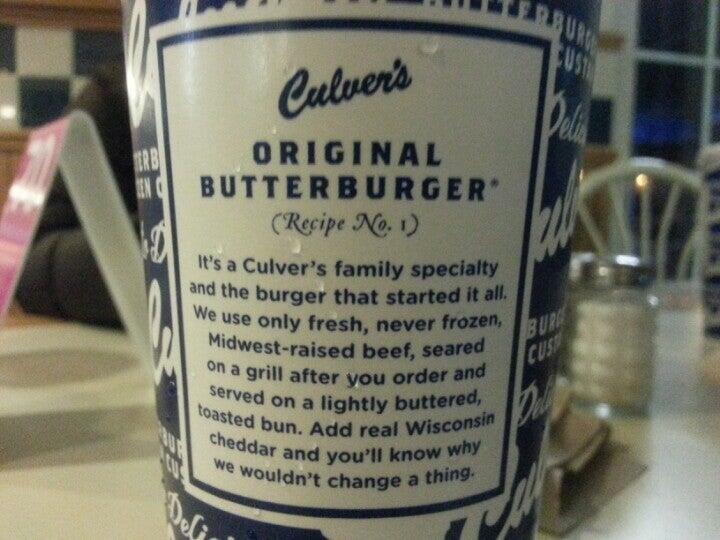 Culver's
ORIGINAL
BUTTERBURGER®
(Recipe No. 1)
It's a Culver's family specialty
and the burger that started it all.
We use only fresh, never frozen,
Midwest-raised beef, seared
on a grill after you order and
served on a lightly buttered,
toasted bun. Add real Wisconsin
cheddar and you'll know why
we wouldn't change a thing.